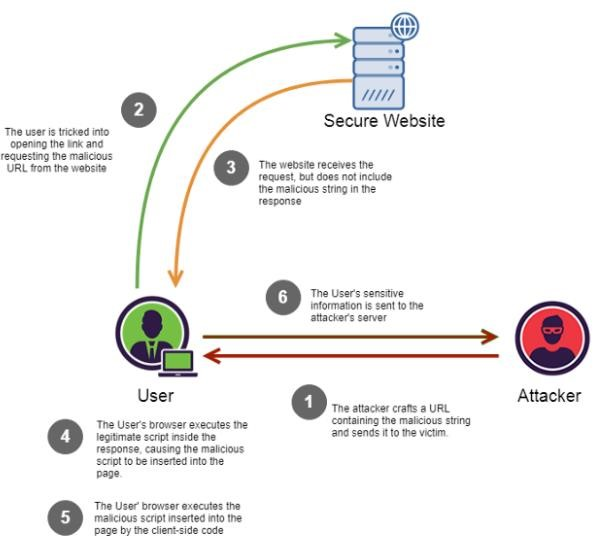 Secure Website
2
The user is tricked into
opening the link and
requesting the malicious
URL from the website
3
The website receives the
request, but does not include
the malicious string in the
response
6
The User's sensitive
information is sent to the
attacker's server
User
Attacker
1
The attacker crafts a URL
containing the malicious string
and sends it to the victim.
4
The User's browser executes the
legitimate script inside the
response, causing the malicious
script to be inserted into the
page.
5
The User' browser executes the
malicious script inserted into the
page by the client-side code